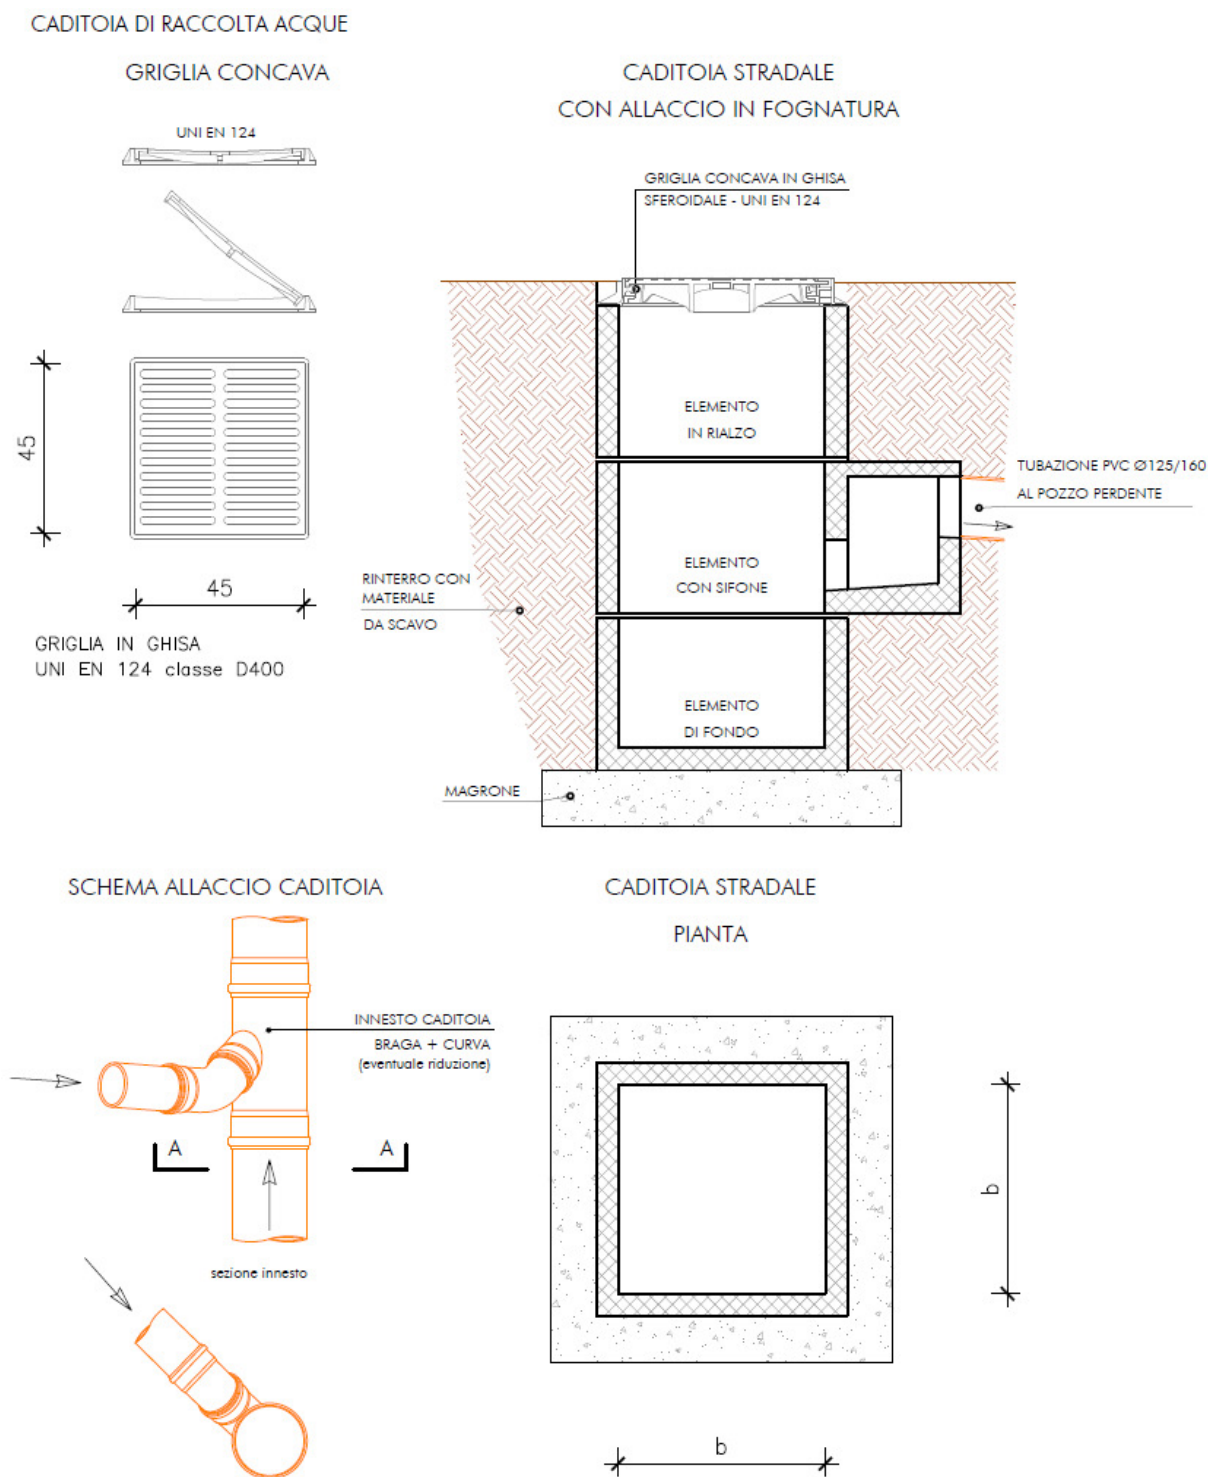 CADITOIA DI RACCOLTA ACQUE
GRIGLIA CONCAVA
UNI EN 124
45
45
GRIGLIA IN GHISA
UNI EN 124 classe D400
CADITOIA STRADALE
CON ALLACCIO IN FOGNATURA
GRIGLIA CONCAVA IN GHISA
SFEROIDALE - UNI EN 124
ELEMENTO
IN RIALZO
TUBAZIONE PVC Ø125/160
AL POZZO PERDENTE
ELEMENTO
CON SIFONE
RINTERRO CON
MATERIALE
DA SCAVO
ELEMENTO
DI FONDO
MAGRONE
SCHEMA ALLACCIO CADITOIA
INNESTO CADITOIA
BRAGA + CURVA
(eventuale riduzione)
A
A
sezione innesto
CADITOIA STRADALE
PIANTA
b
b